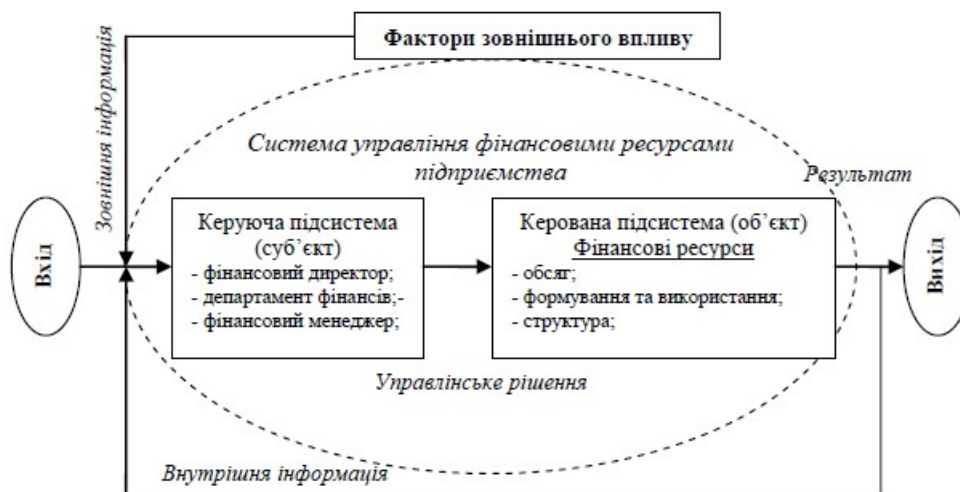 Фактори зовнішнього впливу
Зовнішня інформація
Система управління фінансовими ресурсами
підприємства
Результат
Вхід
Керуюча підсистема
(суб’єкт)
- фінансовий директор;
- департамент фінансів;-
- фінансовий менеджер;
Керована підсистема (об’єкт)
Фінансові ресурси
- обсяг;
- формування та використання;
- структура;
Вихід
Управлінське рішення
Внутрішня інформація